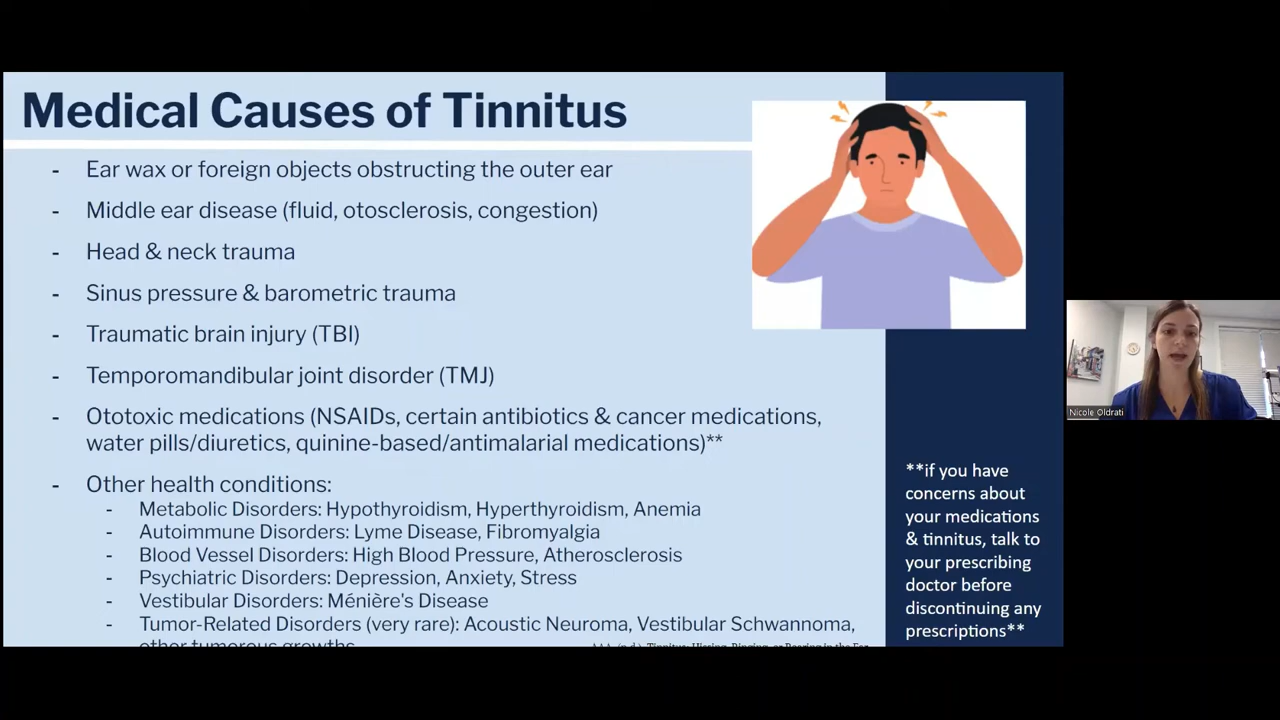 Medical Causes of Tinnitus
- Ear wax or foreign objects obstructing the outer ear
- Middle ear disease (fluid, otosclerosis, congestion)
- Head & neck trauma
- Sinus pressure & barometric trauma
- Traumatic brain injury (TBI)
- Temporomandibular joint disorder (TMJ)
- Ototoxic medications (NSAIDs, certain antibiotics & cancer medications,
water pills/diuretics, quinine-based/antimalarial medications)**
- Other health conditions:
- Metabolic Disorders: Hypothyroidism, Hyperthyroidism, Anemia
- Autoimmune Disorders: Lyme Disease, Fibromyalgia
- Blood Vessel Disorders: High Blood Pressure, Atherosclerosis
- Psychiatric Disorders: Depression, Anxiety, Stress
- Vestibular Disorders: Ménière's Disease
- Tumor-Related Disorders (very rare): Acoustic Neuroma, Vestibular Schwannoma,
other tumorous growths
**if you have
concerns about
your medications
& tinnitus, talk to
your prescribing
doctor before
discontinuing any
prescriptions**
Nicole Oldrati